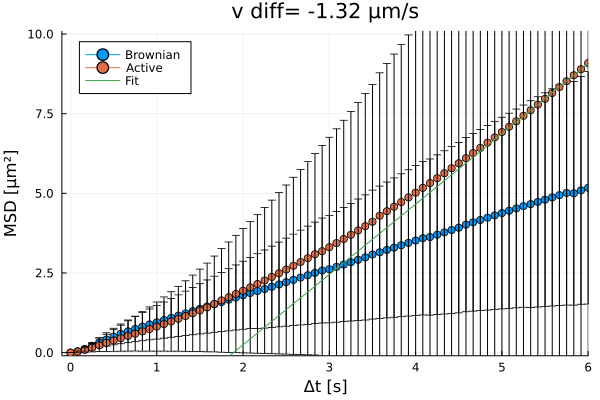 v diff= -1.32 μm/s
MSD [μm²]
10.0
7.5
5.0
2.5
0.0
Brownian
Active
Fit
0 1 2 3 4 5 6
Δt [s]